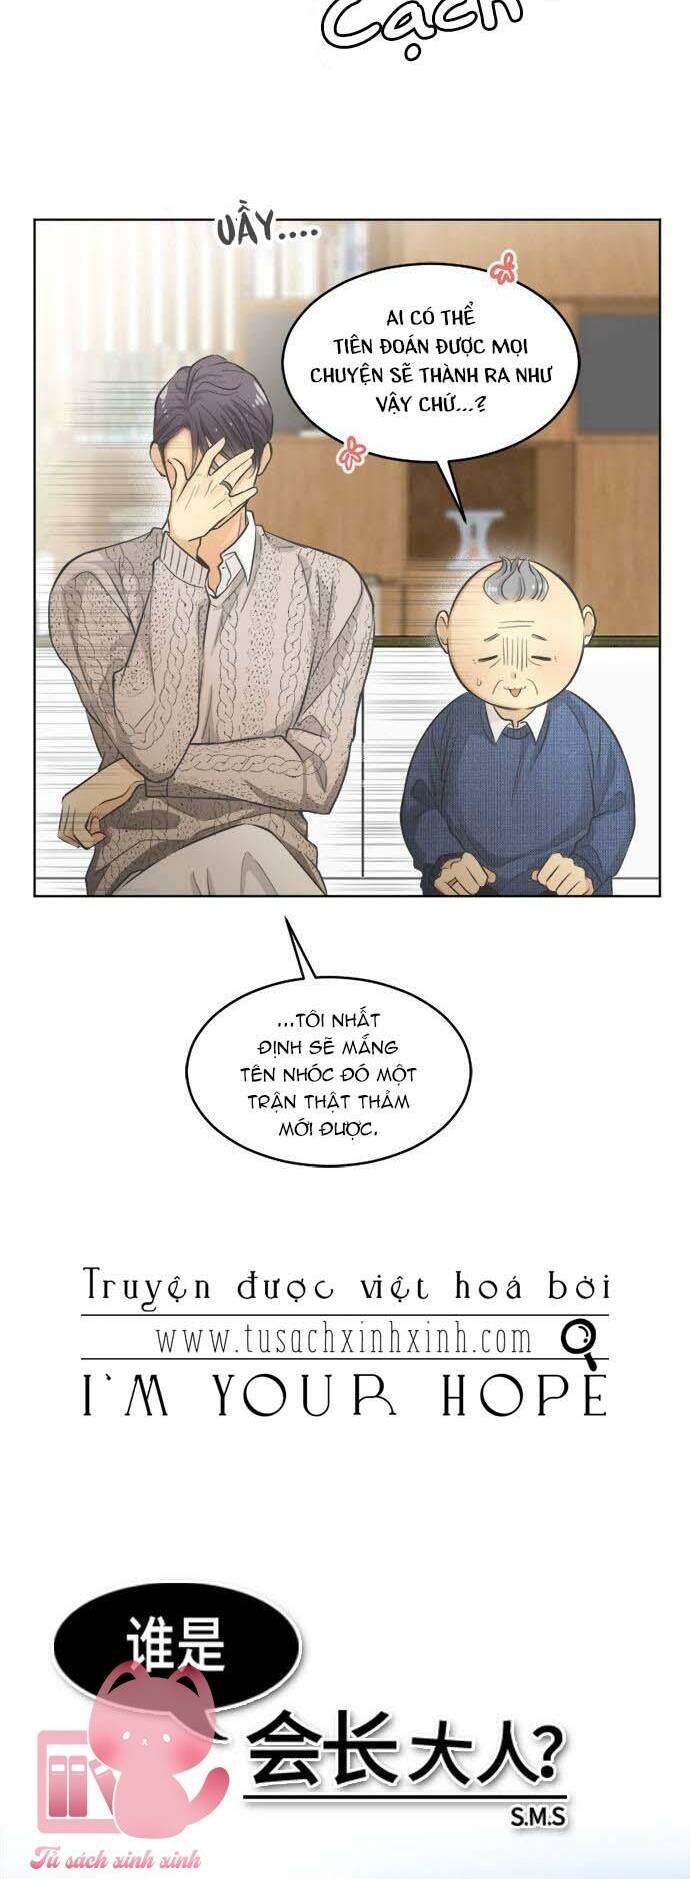 Cạch
UẦY....
AI CÓ THỂ
TIÊN ĐOÁN ĐƯỢC MỌI
CHUYỆN SẼ THÀNH RA NHƯ
VẬY CHỨ...?
...TÔI NHẤT
ĐỊNH SẼ MẮNG
TÊN NHÓC ĐÓ MỘT
TRẬN THẬT THẢM
MỚI ĐƯỢC.
Truyện được việt hoá bởi
www.tusachxinhxinh.com
I'M YOUR HOPE
谁是
会长大人?
S.M.S
Tủ sách xinh xinh